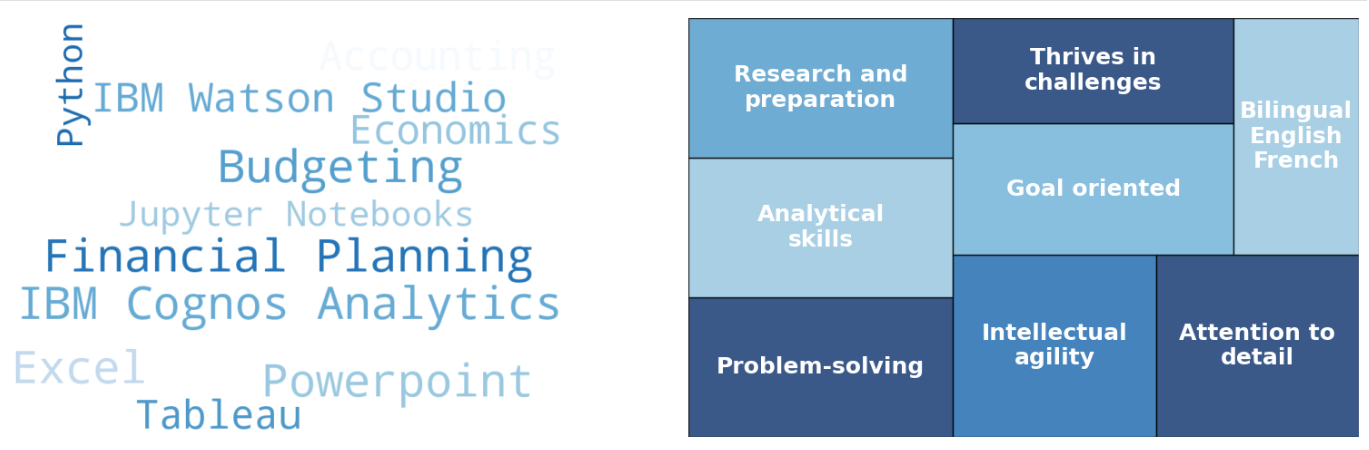 Accounting
Python
IBM Watson Studio
Economics
Budgeting
Jupyter Notebooks
Financial Planning
IBM Cognos Analytics
Excel
Powerpoint
Tableau
Research and
preparation
Analytical
skills
Problem-solving
Thrives in
challenges
Goal oriented
Bilingual
English
French
Intellectual
agility
Attention to
detail